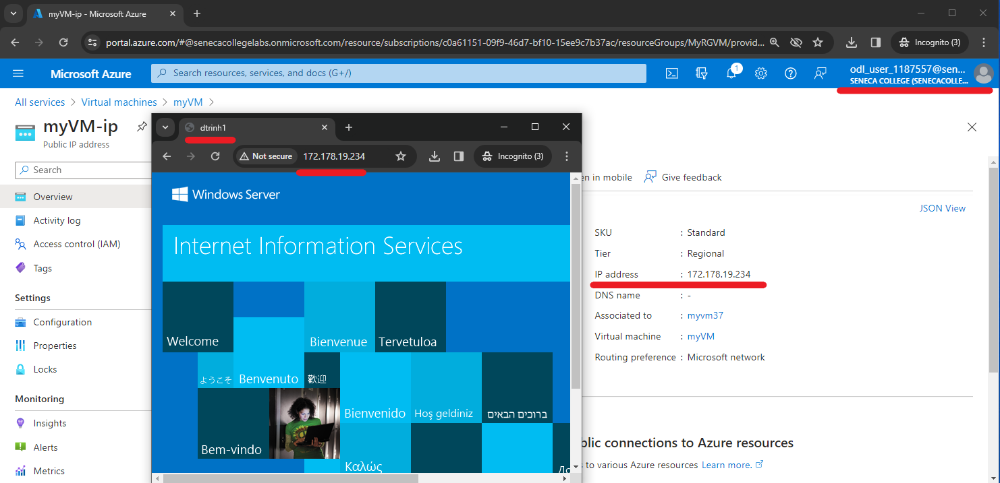 myVM-ip - Microsoft Azure
portal.azure.com/#@senecacollegelabs.onmicrosoft.com/resource/subscriptions/c0a61151-09f9-46d7-bf10-15ee9c7b37ac/resourceGroups/MyRGVM/provid...
Incognito (3)
Microsoft Azure
Search resources, services, and docs (G+/)
1
odl_user_1187557@sen...
SENECA COLLEGE (SENECACOLLE...
All services > Virtual machines > myVM >
myVM-ip
Public IP address
Search
Overview
Activity log
Access control (IAM)
Tags
Settings
Configuration
Properties
Locks
Monitoring
Insights
Alerts
Metrics
dtrinh1
Not secure
172.178.19.234
Incognito (3)
Windows Server
Internet Information Services
Welcome
Bienvenue
Tervetuloa
ようこそ
Benvenuto
歡迎
Bienvenido
Hoş geldiniz
ברוכים הבאים
Bem-vindo
Καλώς
en in mobile
Give feedback
JSON View
SKU : Standard
Tier : Regional
IP address : 172.178.19.234
DNS name : -
Associated to : myvm37
Virtual machine : myVM
Routing preference : Microsoft network
blic connections to Azure resources
s to various Azure resources Learn more.